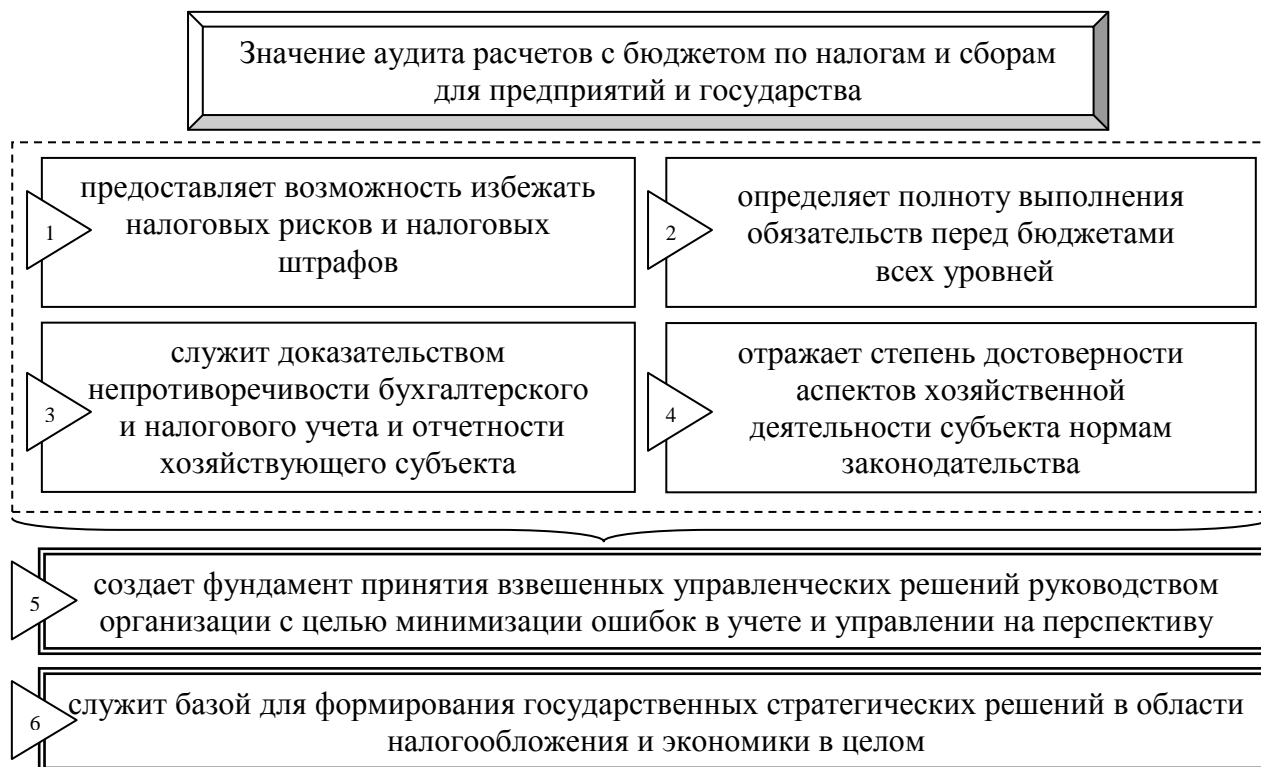 Значение аудита расчетов с бюджетом по налогам и сборам
для предприятий и государства
1
предоставляет возможность избежать
налоговых рисков и налоговых
штрафов
2
определяет полноту выполнения
обязательств перед бюджетами
всех уровней
3
служит доказательством
непротиворечивости бухгалтерского
и налогового учета и отчетности
хозяйствующего субъекта
4
отражает степень достоверности
аспектов хозяйственной
деятельности субъекта нормам
законодательства
5
создает фундамент принятия взвешенных управленческих решений руководством
организации с целью минимизации ошибок в учете и управлении на перспективу
6
служит базой для формирования государственных стратегических решений в области
налогообложения и экономики в целом